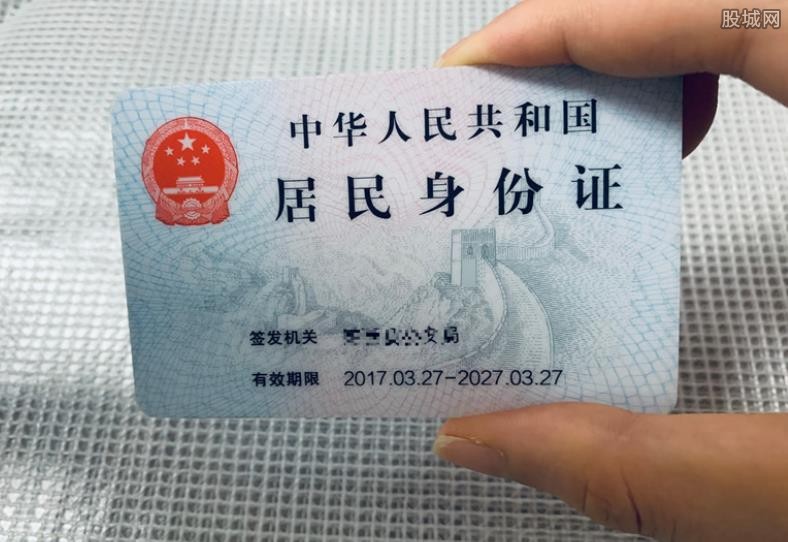 股城网
中华人民共和国
居民身份证
签发机关
有效期限 2017.03.27-2027.03.27